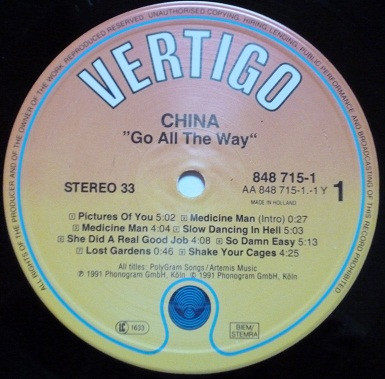 ALL RIGHTS OF THE PRODUCER AND OF THE OWNER OF THE WORK REPRODUCED RESERVED. UNAUTHORISED COPYING, HIRING, LENDING, PUBLIC PERFORMANCE AND BROADCASTING OF THIS RECORD PROHIBITED
VERTIGO
CHINA
"Go All The Way"
STEREO 33
848 715-1
AA 848 715-1.-1 Y
MADE IN HOLLAND
1
Pictures Of You 5:02 Medicine Man (Intro) 0:27
Medicine Man 4:04 Slow Dancing In Hell 5:03
She Did A Real Good Job 4:08 So Damn Easy 5:13
Lost Gardens 0:46 Shake Your Cages 4:25
All titles: PolyGram Songs / Artemis Music
℗ 1991 Phonogram GmbH, Köln © 1991 Phonogram GmbH, Köln
LC 1633
BIEM/
STEMRA